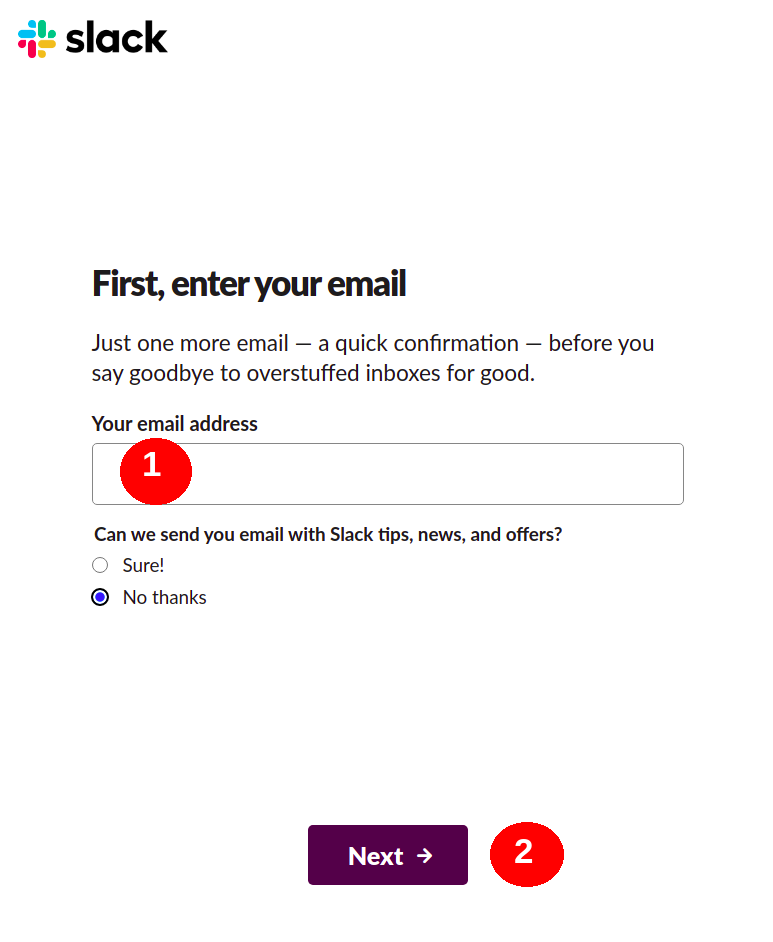 slack
First, enter your email
Just one more email — a quick confirmation — before you
say goodbye to overstuffed inboxes for good.
Your email address
1
Can we send you email with Slack tips, news, and offers?
Sure!
No thanks
Next →
2